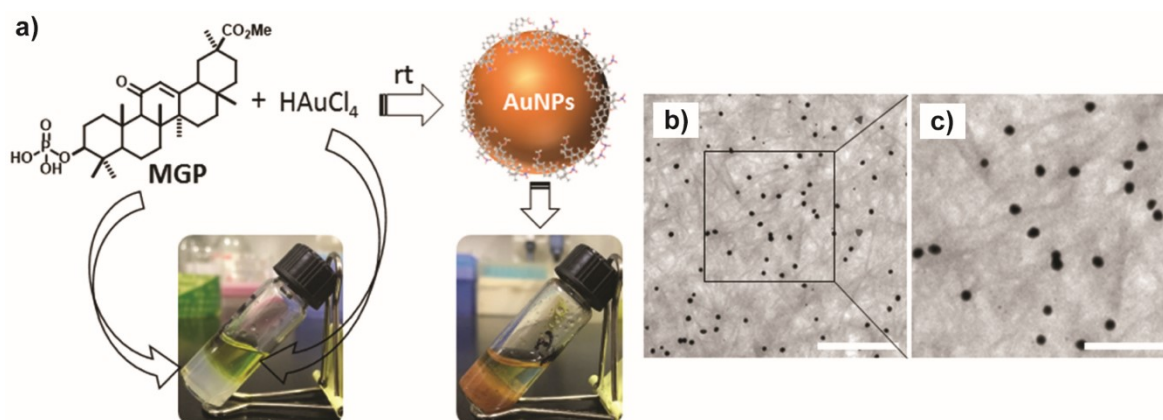 a)
CO₂Me
O
O
HO-P-O
OH
MGP
+ HAuCl₄
rt
AuNPs
b)
c)